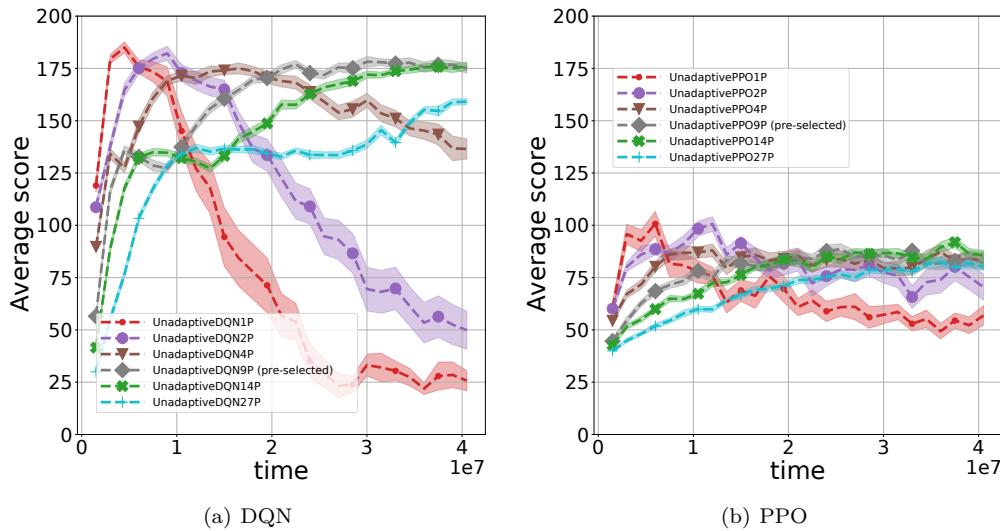 200
175
150
125
100
75
50
25
0
Average score
UnadaptiveDQN1P
UnadaptiveDQN2P
UnadaptiveDQN4P
UnadaptiveDQN9P (pre-selected)
UnadaptiveDQN14P
UnadaptiveDQN27P
0 1 2 3 4
time
1e7
(a) DQN
200
175
150
125
100
75
50
25
0
Average score
UnadaptivePPO1P
UnadaptivePPO2P
UnadaptivePPO4P
UnadaptivePPO9P (pre-selected)
UnadaptivePPO14P
UnadaptivePPO27P
0 1 2 3 4
time
1e7
(b) PPO